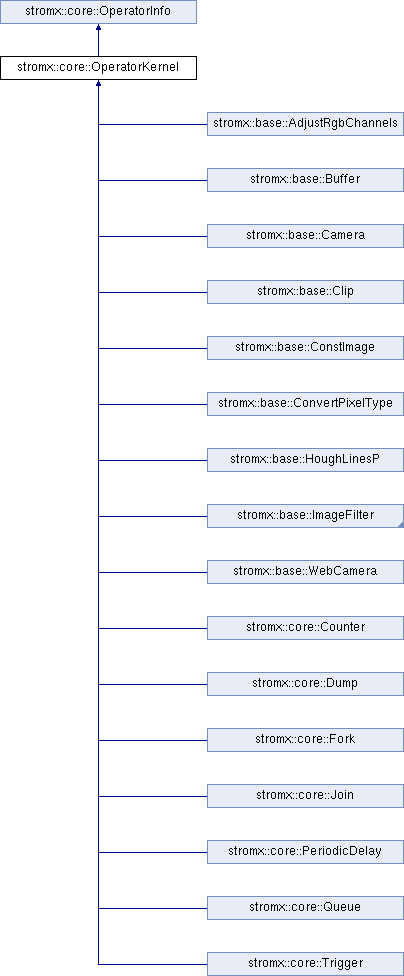 stromx::core::OperatorInfo
stromx::core::OperatorKernel
stromx::base::AdjustRgbChannels
stromx::base::Buffer
stromx::base::Camera
stromx::base::Clip
stromx::base::ConstImage
stromx::base::ConvertPixelType
stromx::base::HoughLinesP
stromx::base::ImageFilter
stromx::base::WebCamera
stromx::core::Counter
stromx::core::Dump
stromx::core::Fork
stromx::core::Join
stromx::core::PeriodicDelay
stromx::core::Queue
stromx::core::Trigger